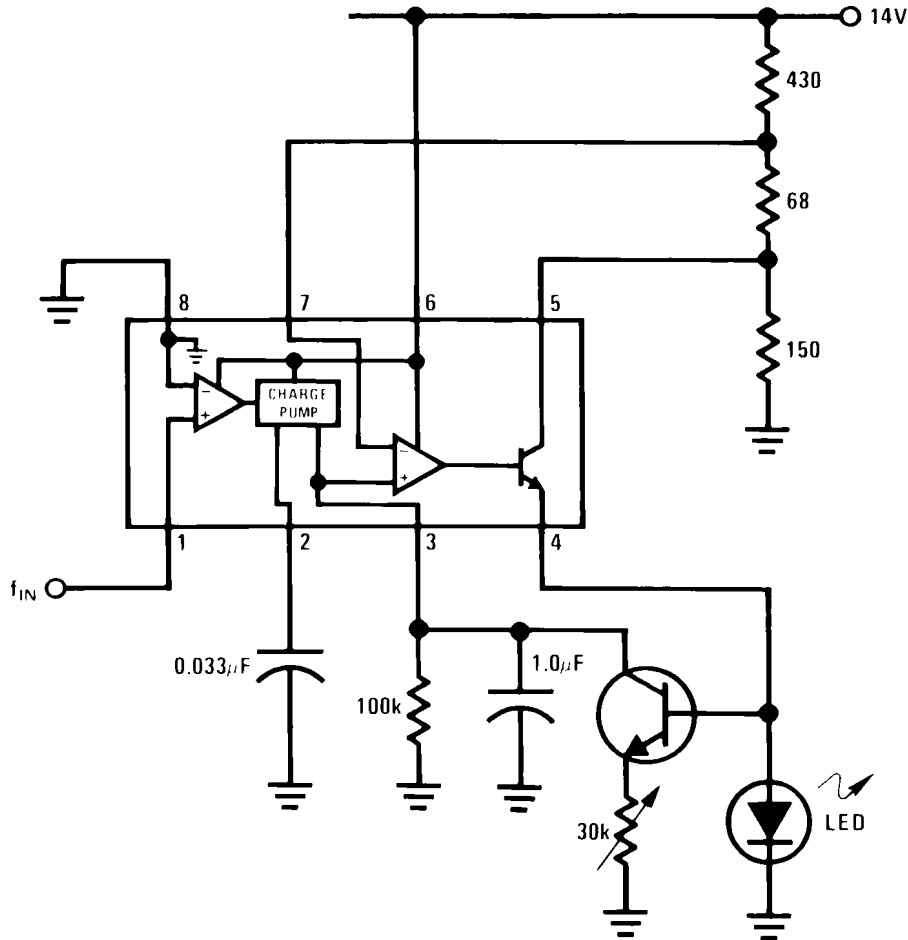 14V
430
68
150
8
7
6
5
-
+
CHARGE
PUMP
-
+
1
2
3
4
fIN
0.033μF
100k
1.0μF
30k
LED